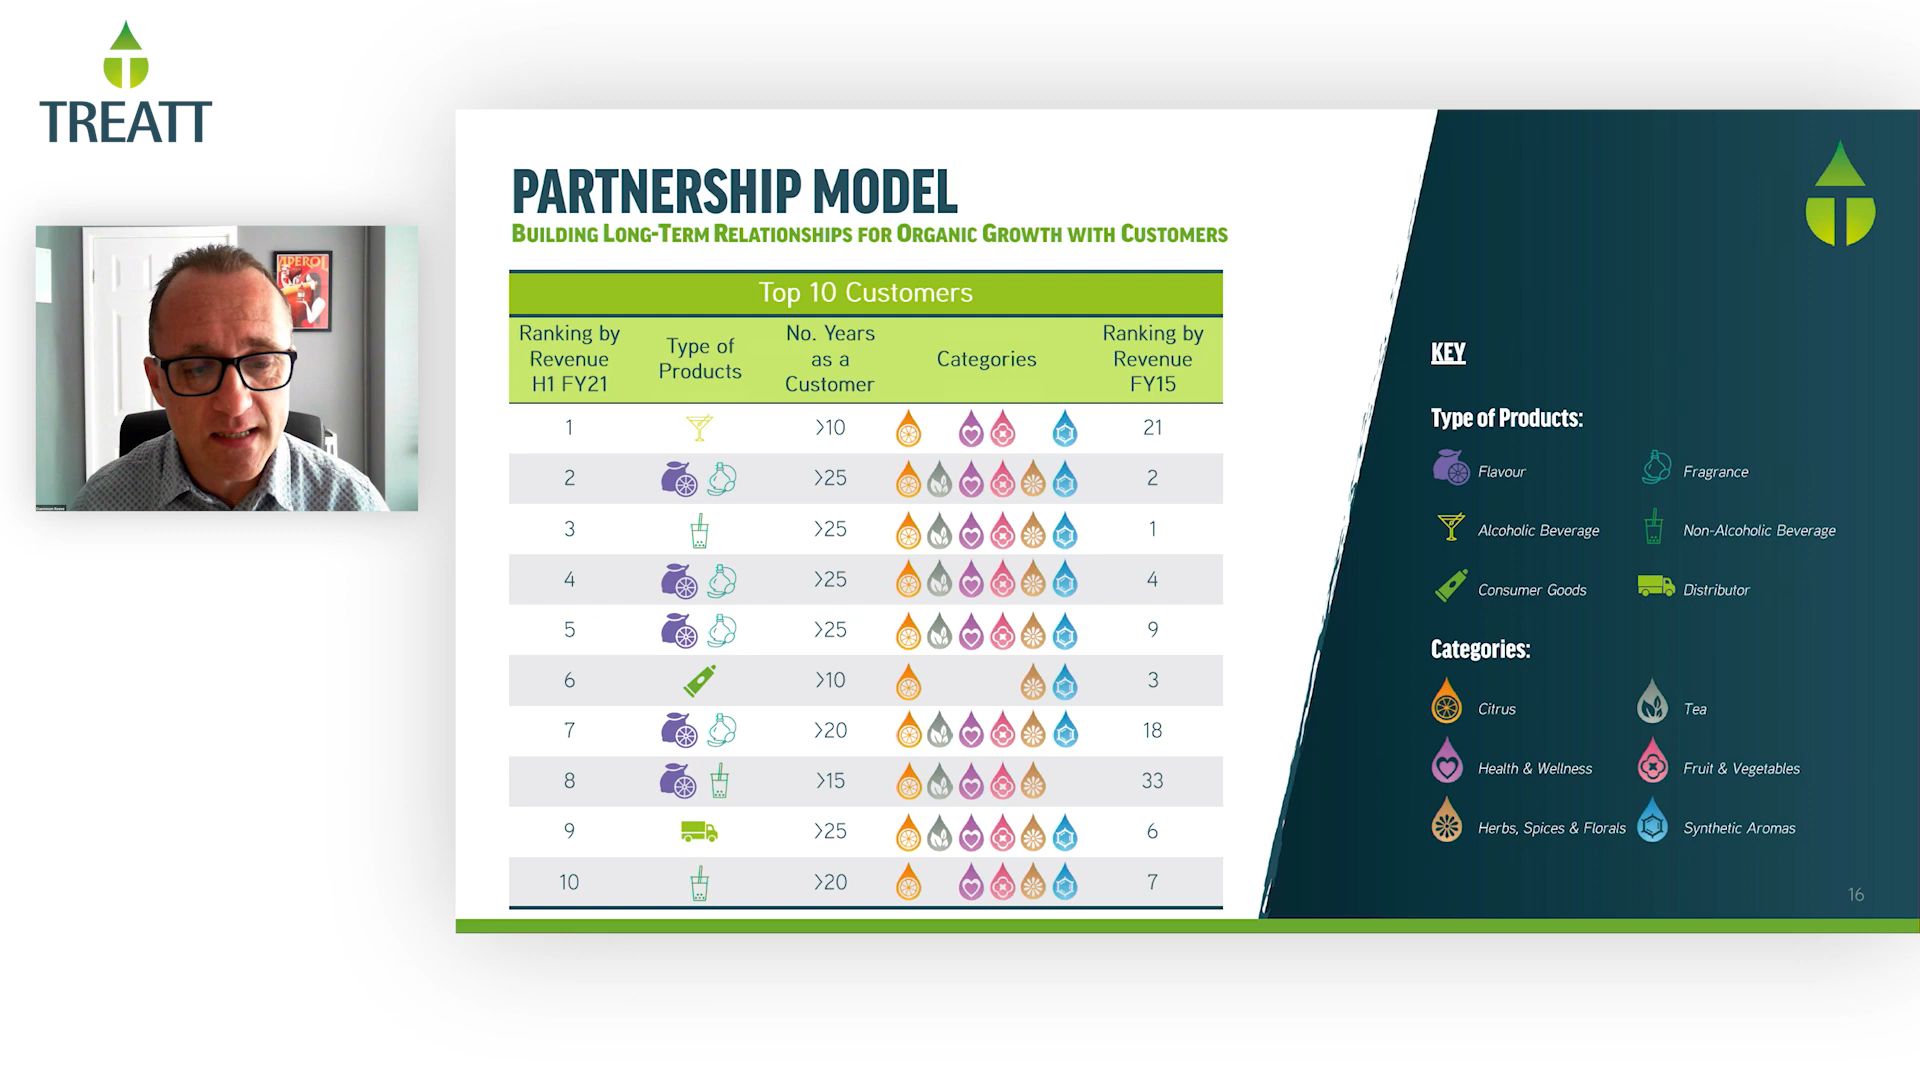 TREATT
APEROL
PARTNERSHIP MODEL
BUILDING LONG-TERM RELATIONSHIPS FOR ORGANIC GROWTH WITH CUSTOMERS
Top 10 Customers
Ranking by Revenue H1 FY21
Type of Products
No. Years as a Customer
Categories
Ranking by Revenue FY15
1 >10 21
2 >25 2
3 >25 1
4 >25 4
5 >25 9
6 >10 3
7 >20 18
8 >15 33
9 >25 6
10 >20 7
KEY
Type of Products:
Flavour
Fragrance
Alcoholic Beverage
Non-Alcoholic Beverage
Consumer Goods
Distributor
Categories:
Citrus
Tea
Health & Wellness
Fruit & Vegetables
Herbs, Spices & Florals
Synthetic Aromas
16